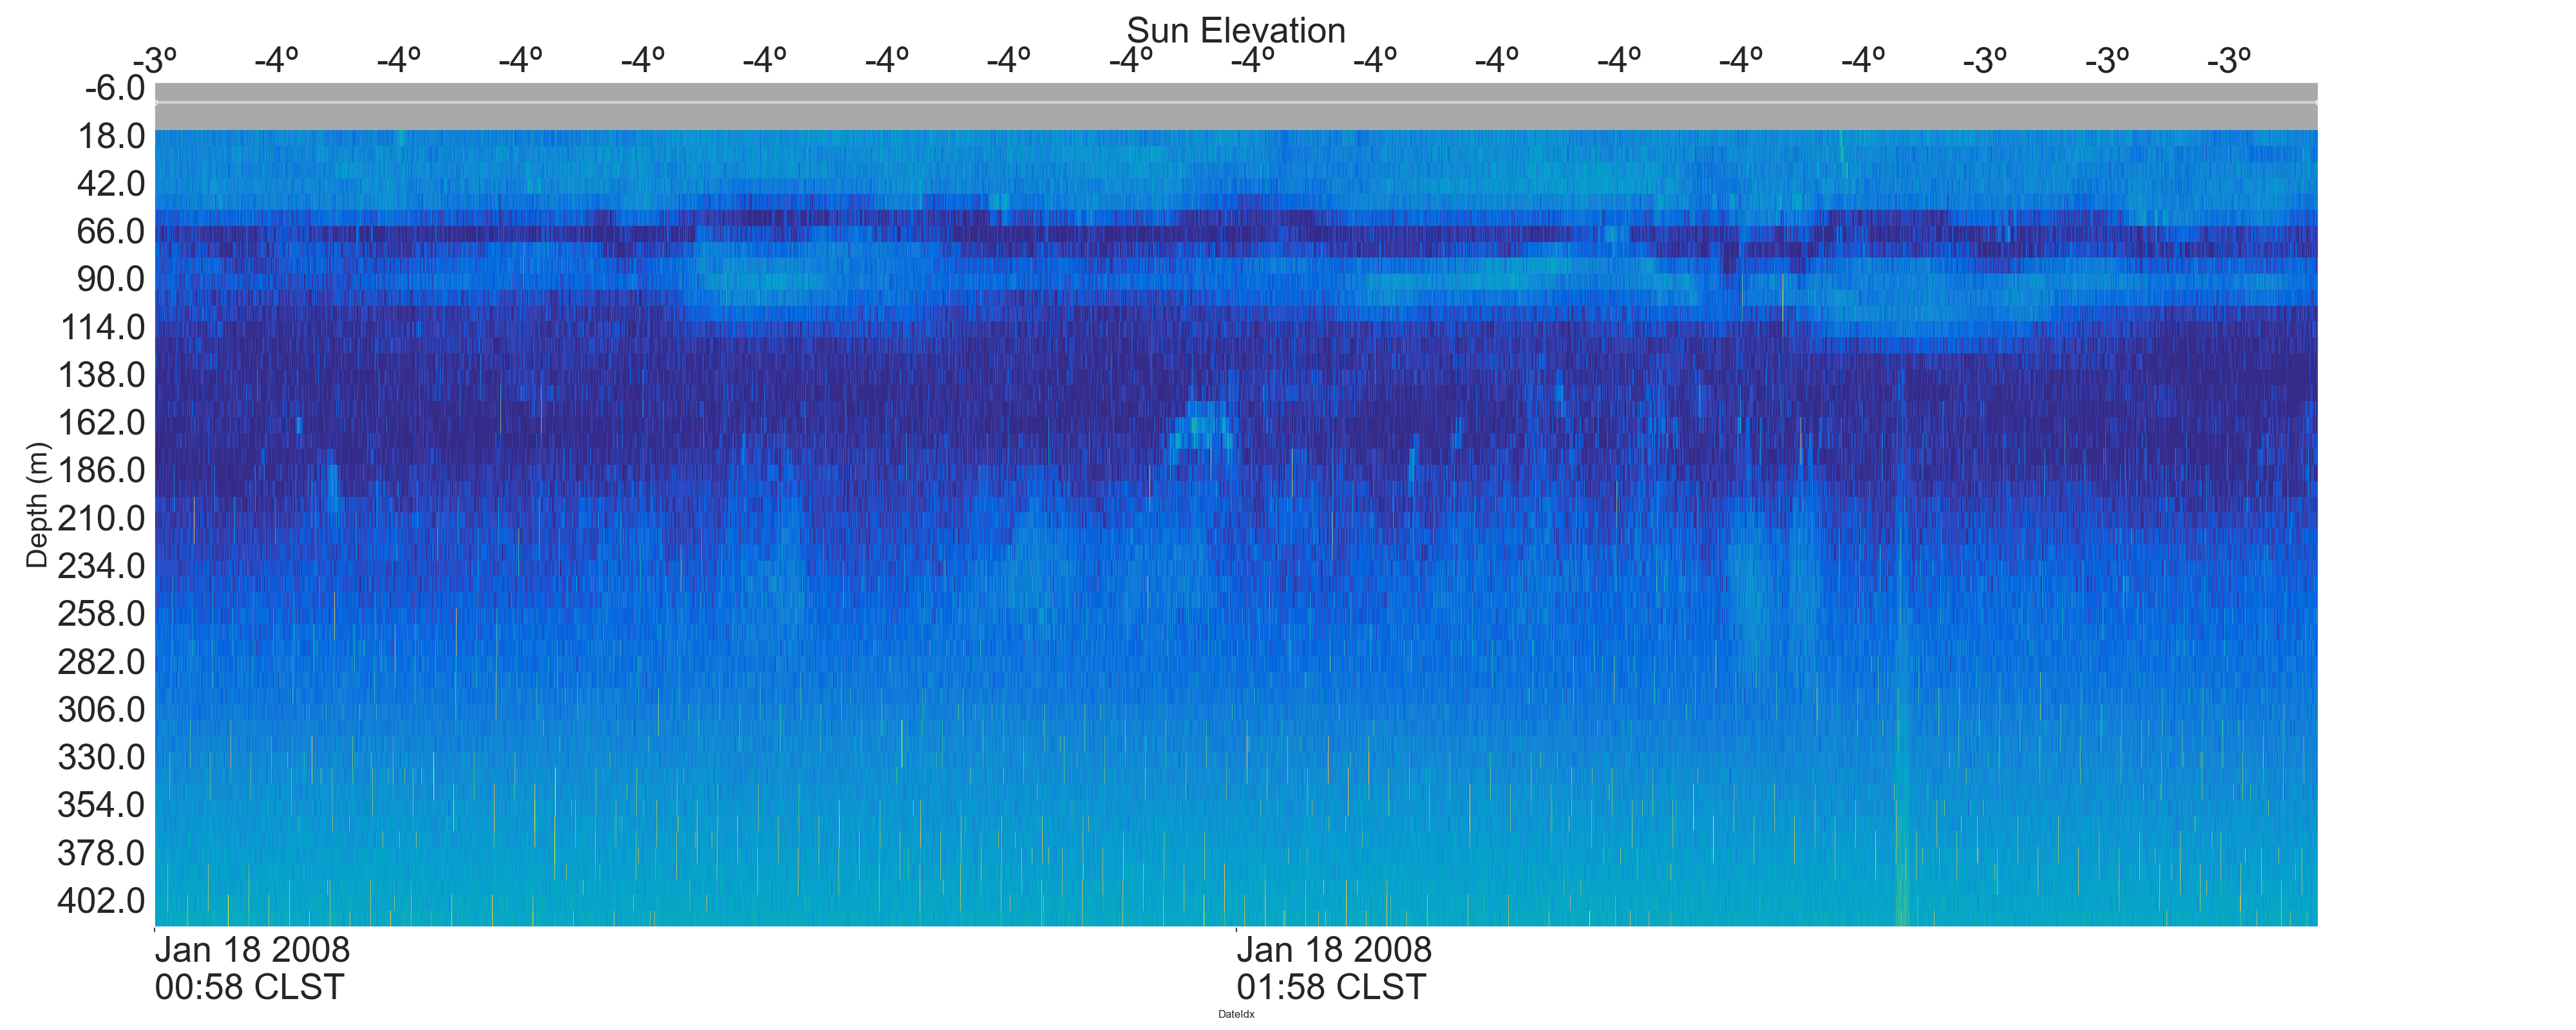 Sun Elevation
-3º -4º -4º -4º -4º -4º -4º -4º -4º -4º -4º -4º -4º -4º -4º -3º -3º -3º
-6.0
18.0
42.0
66.0
90.0
114.0
138.0
162.0
186.0
210.0
234.0
258.0
282.0
306.0
330.0
354.0
378.0
402.0
Depth (m)
Jan 18 2008
00:58 CLST
Jan 18 2008
01:58 CLST
DateIdx